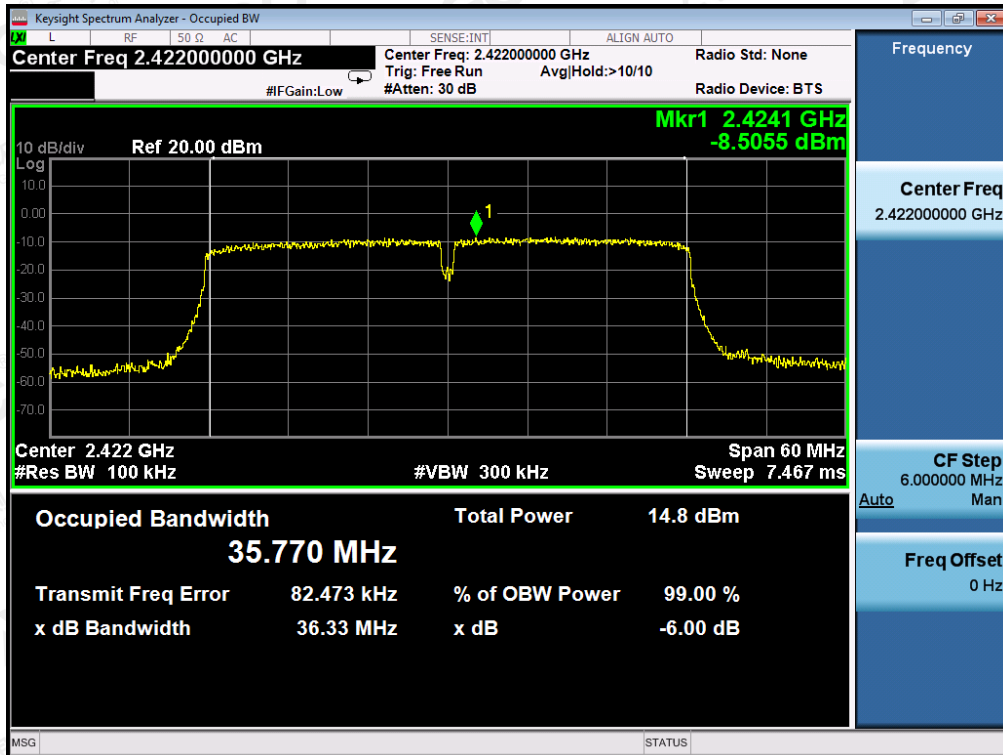 Keysight Spectrum Analyzer - Occupied BW
LXI L RF 50 Ω AC SENSE:INT ALIGN AUTO
Center Freq 2.422000000 GHz
Center Freq: 2.422000000 GHz Radio Std: None
Trig: Free Run Avg|Hold:>10/10
#IFGain:Low #Atten: 30 dB Radio Device: BTS
Mkr1 2.4241 GHz
-8.5055 dBm
10 dB/div Ref 20.00 dBm
Log
10.0
0.00
1
-10.0
-20.0
-30.0
-40.0
-50.0
-60.0
-70.0
Center 2.422 GHz Span 60 MHz
#Res BW 100 kHz #VBW 300 kHz Sweep 7.467 ms
Occupied Bandwidth Total Power 14.8 dBm
35.770 MHz
Transmit Freq Error 82.473 kHz % of OBW Power 99.00 %
x dB Bandwidth 36.33 MHz x dB -6.00 dB
Frequency
Center Freq
2.422000000 GHz
CF Step
6.000000 MHz
Auto Man
Freq Offset
0 Hz
MSG STATUS